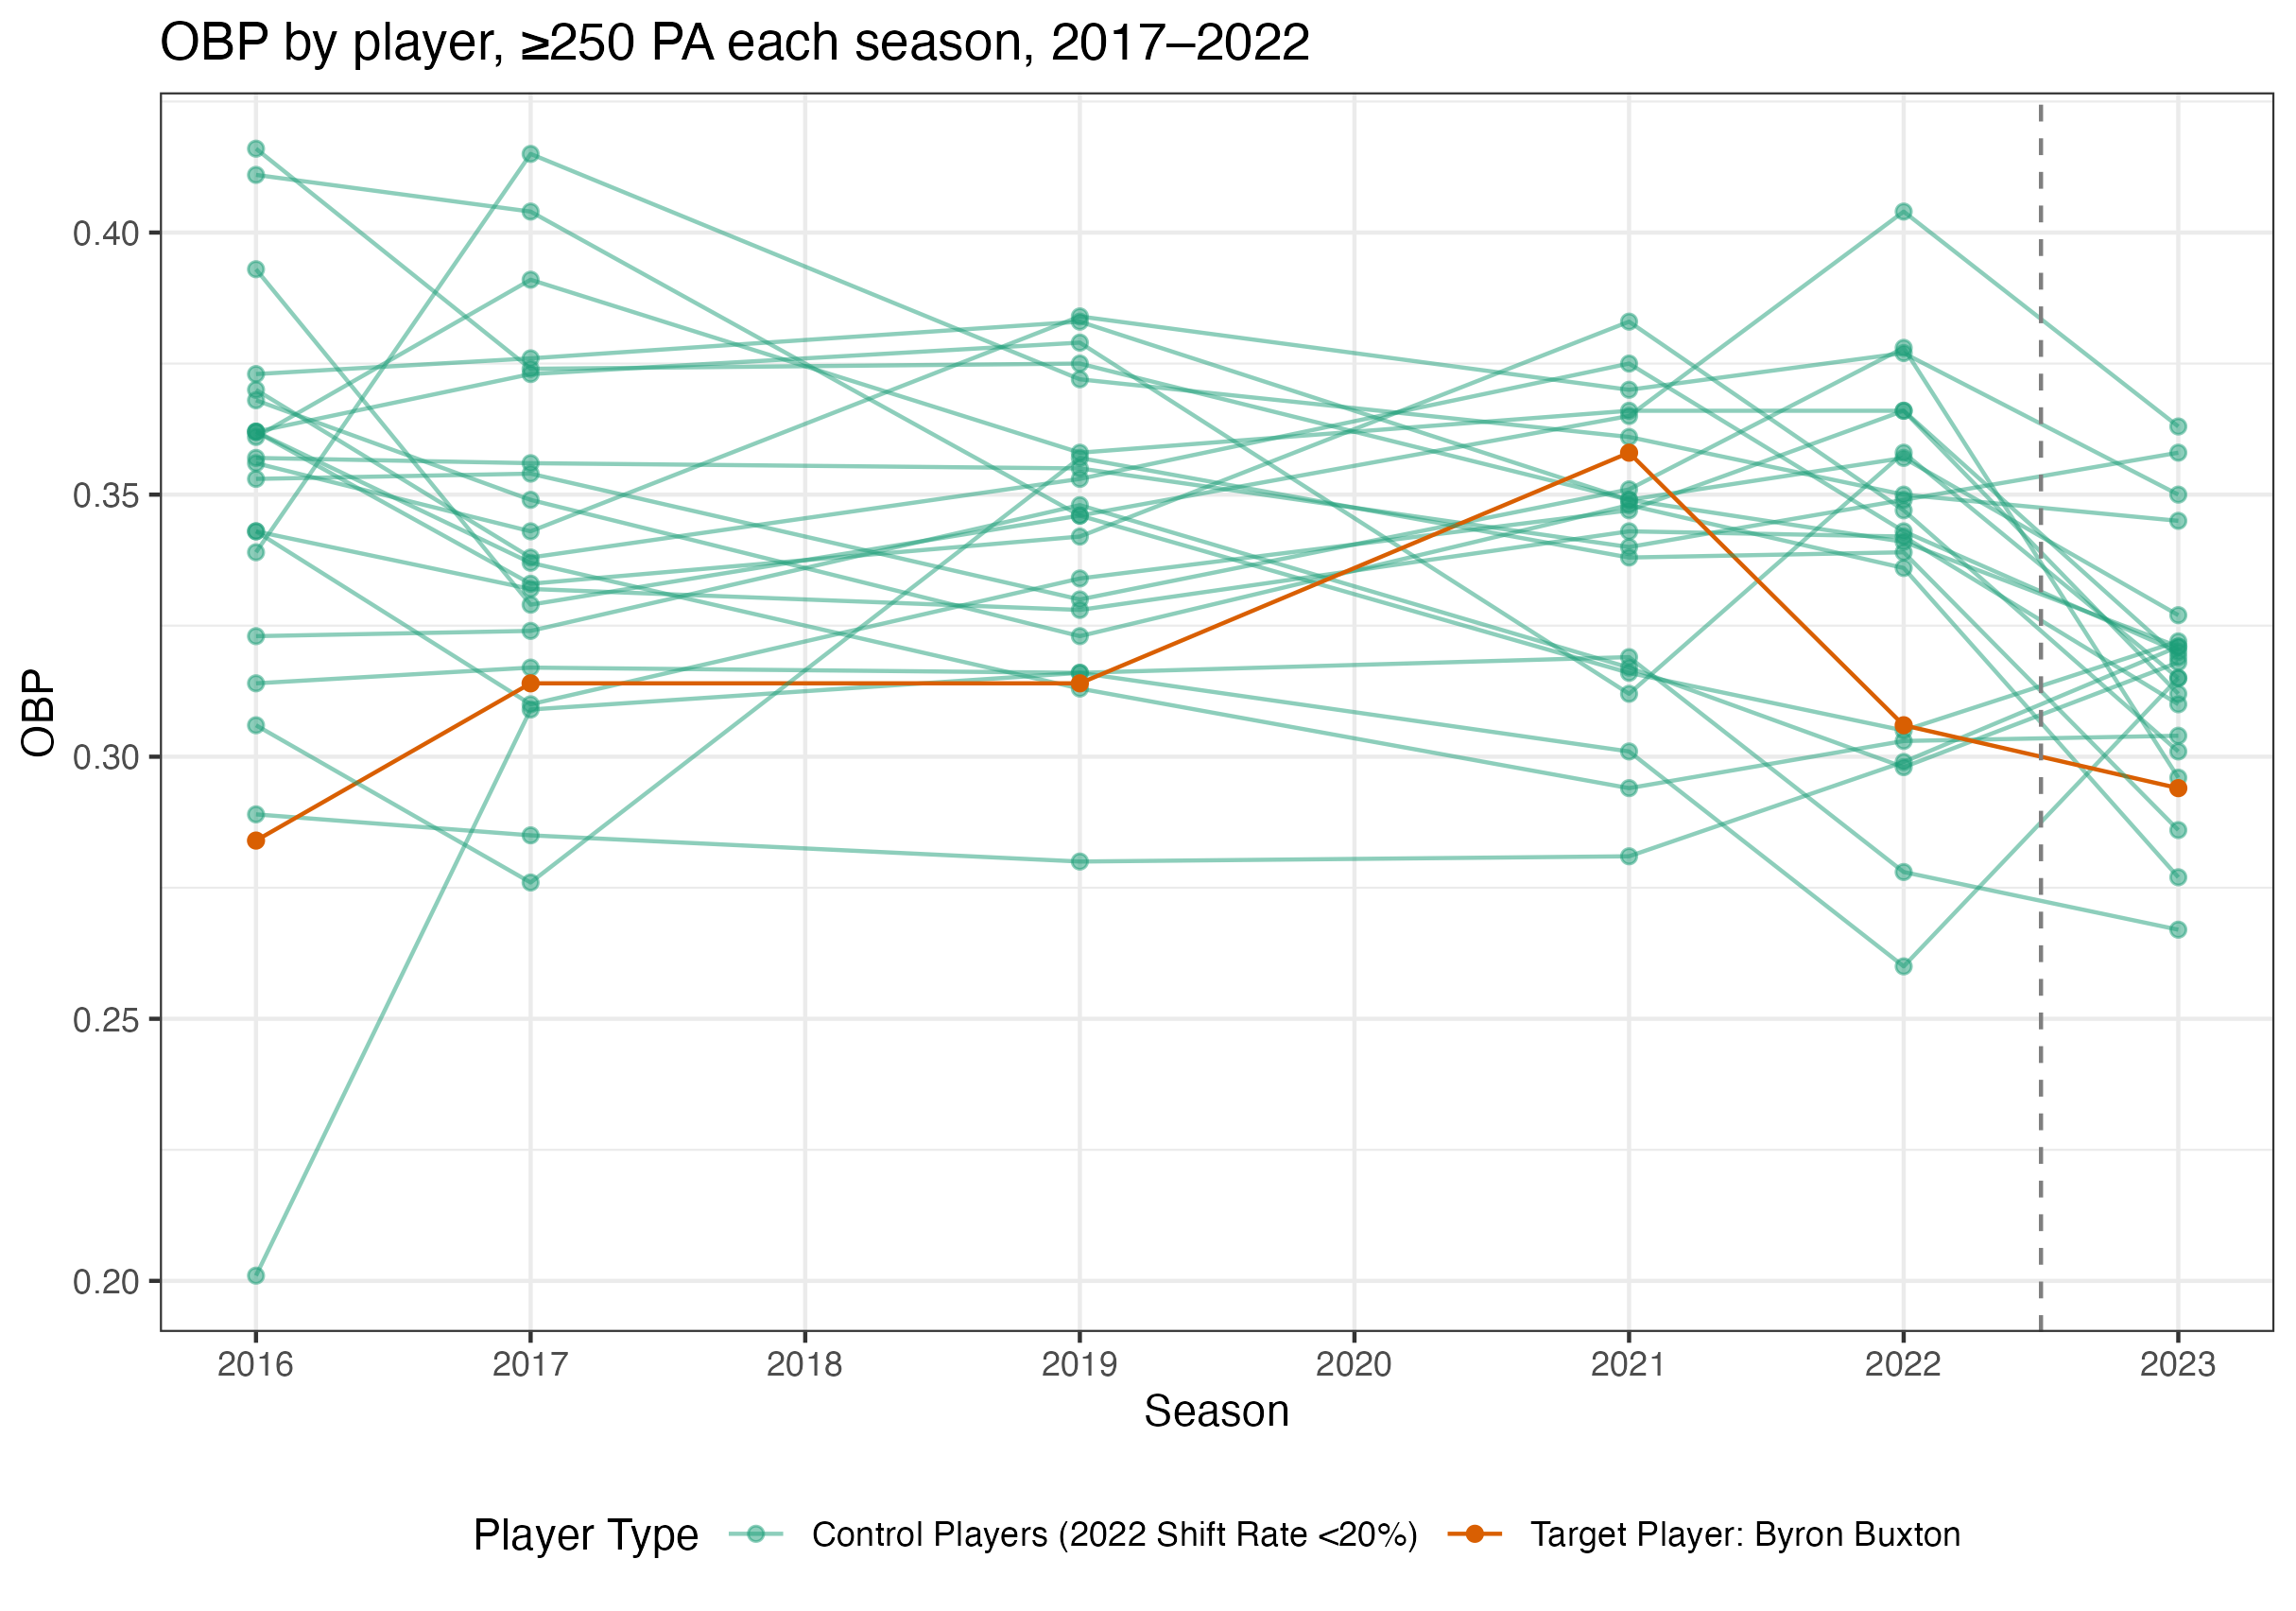 OBP by player, ≥250 PA each season, 2017–2022
OBP
0.40
0.35
0.30
0.25
0.20
2016 2017 2018 2019 2020 2021 2022 2023
Season
Player Type Control Players (2022 Shift Rate <20%) Target Player: Byron Buxton